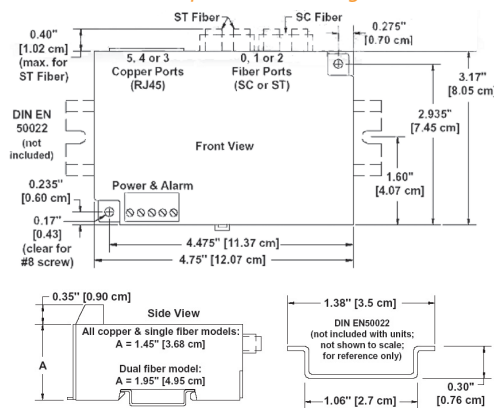 ST Fiber
SC Fiber
0.40"
[1.02 cm]
(max. for
ST Fiber)
0.275"
[0.70 cm]
5, 4 or 3
Copper Ports
(RJ45)
0, 1 or 2
Fiber Ports
(SC or ST)
3.17"
[8.05 cm]
2.935"
[7.45 cm]
DIN EN
50022
(not
included)
Front View
1.60"
[4.07 cm]
0.235"
[0.60 cm]
Power & Alarm
0.17"
[0.43]
(clear for
#8 screw)
4.475" [11.37 cm]
4.75" [12.07 cm]
0.35" [0.90 cm]
Side View
All copper & single fiber models:
A = 1.45" [3.68 cm]
A
Dual fiber model:
A = 1.95" [4.95 cm]
1.38" [3.5 cm]
DIN EN50022
(not included with units;
not shown to scale;
for reference only)
0.30"
[0.76 cm]
1.06" [2.7 cm]